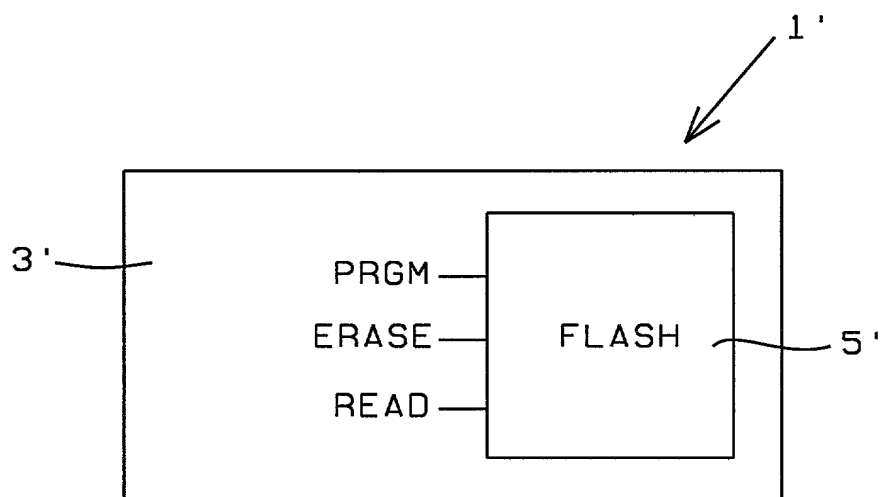 1'
3'
PRGM
ERASE
FLASH
5'
READ